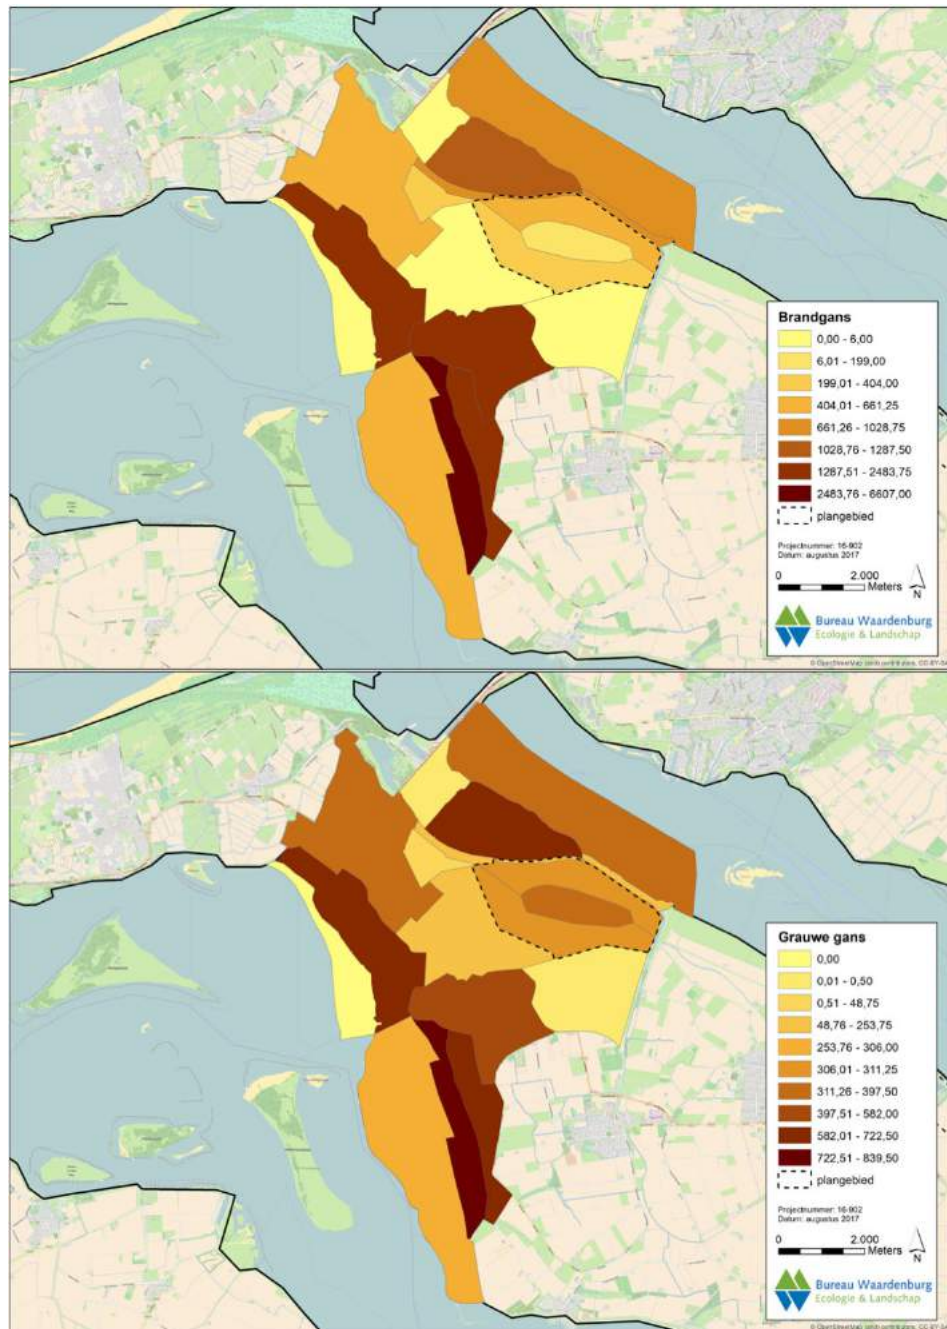 Brandgans
0,00 - 6,00
6,01 - 199,00
199,01 - 404,00
404,01 - 661,25
661,26 - 1028,75
1028,76 - 1287,50
1287,51 - 2483,75
2483,76 - 6607,00
plangebied
Projectnummer: 16-902
Datum: augustus 2017
0 2.000
Meters
N
Bureau Waardenburg
Ecologie & Landschap
Grauwe gans
0,00
0,01 - 0,50
0,51 - 48,75
48,76 - 253,75
253,76 - 306,00
306,01 - 311,25
311,26 - 397,50
397,51 - 582,00
582,01 - 722,50
722,51 - 839,50
plangebied
Projectnummer: 16-902
Datum: augustus 2017
0 2.000
Meters
N
Bureau Waardenburg
Ecologie & Landschap